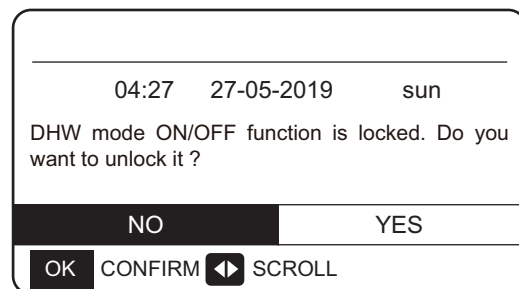 04:27 27-05-2019 sun
DHW mode ON/OFF function is locked. Do you
want to unlock it ?
NO YES
OK CONFIRM SCROLL